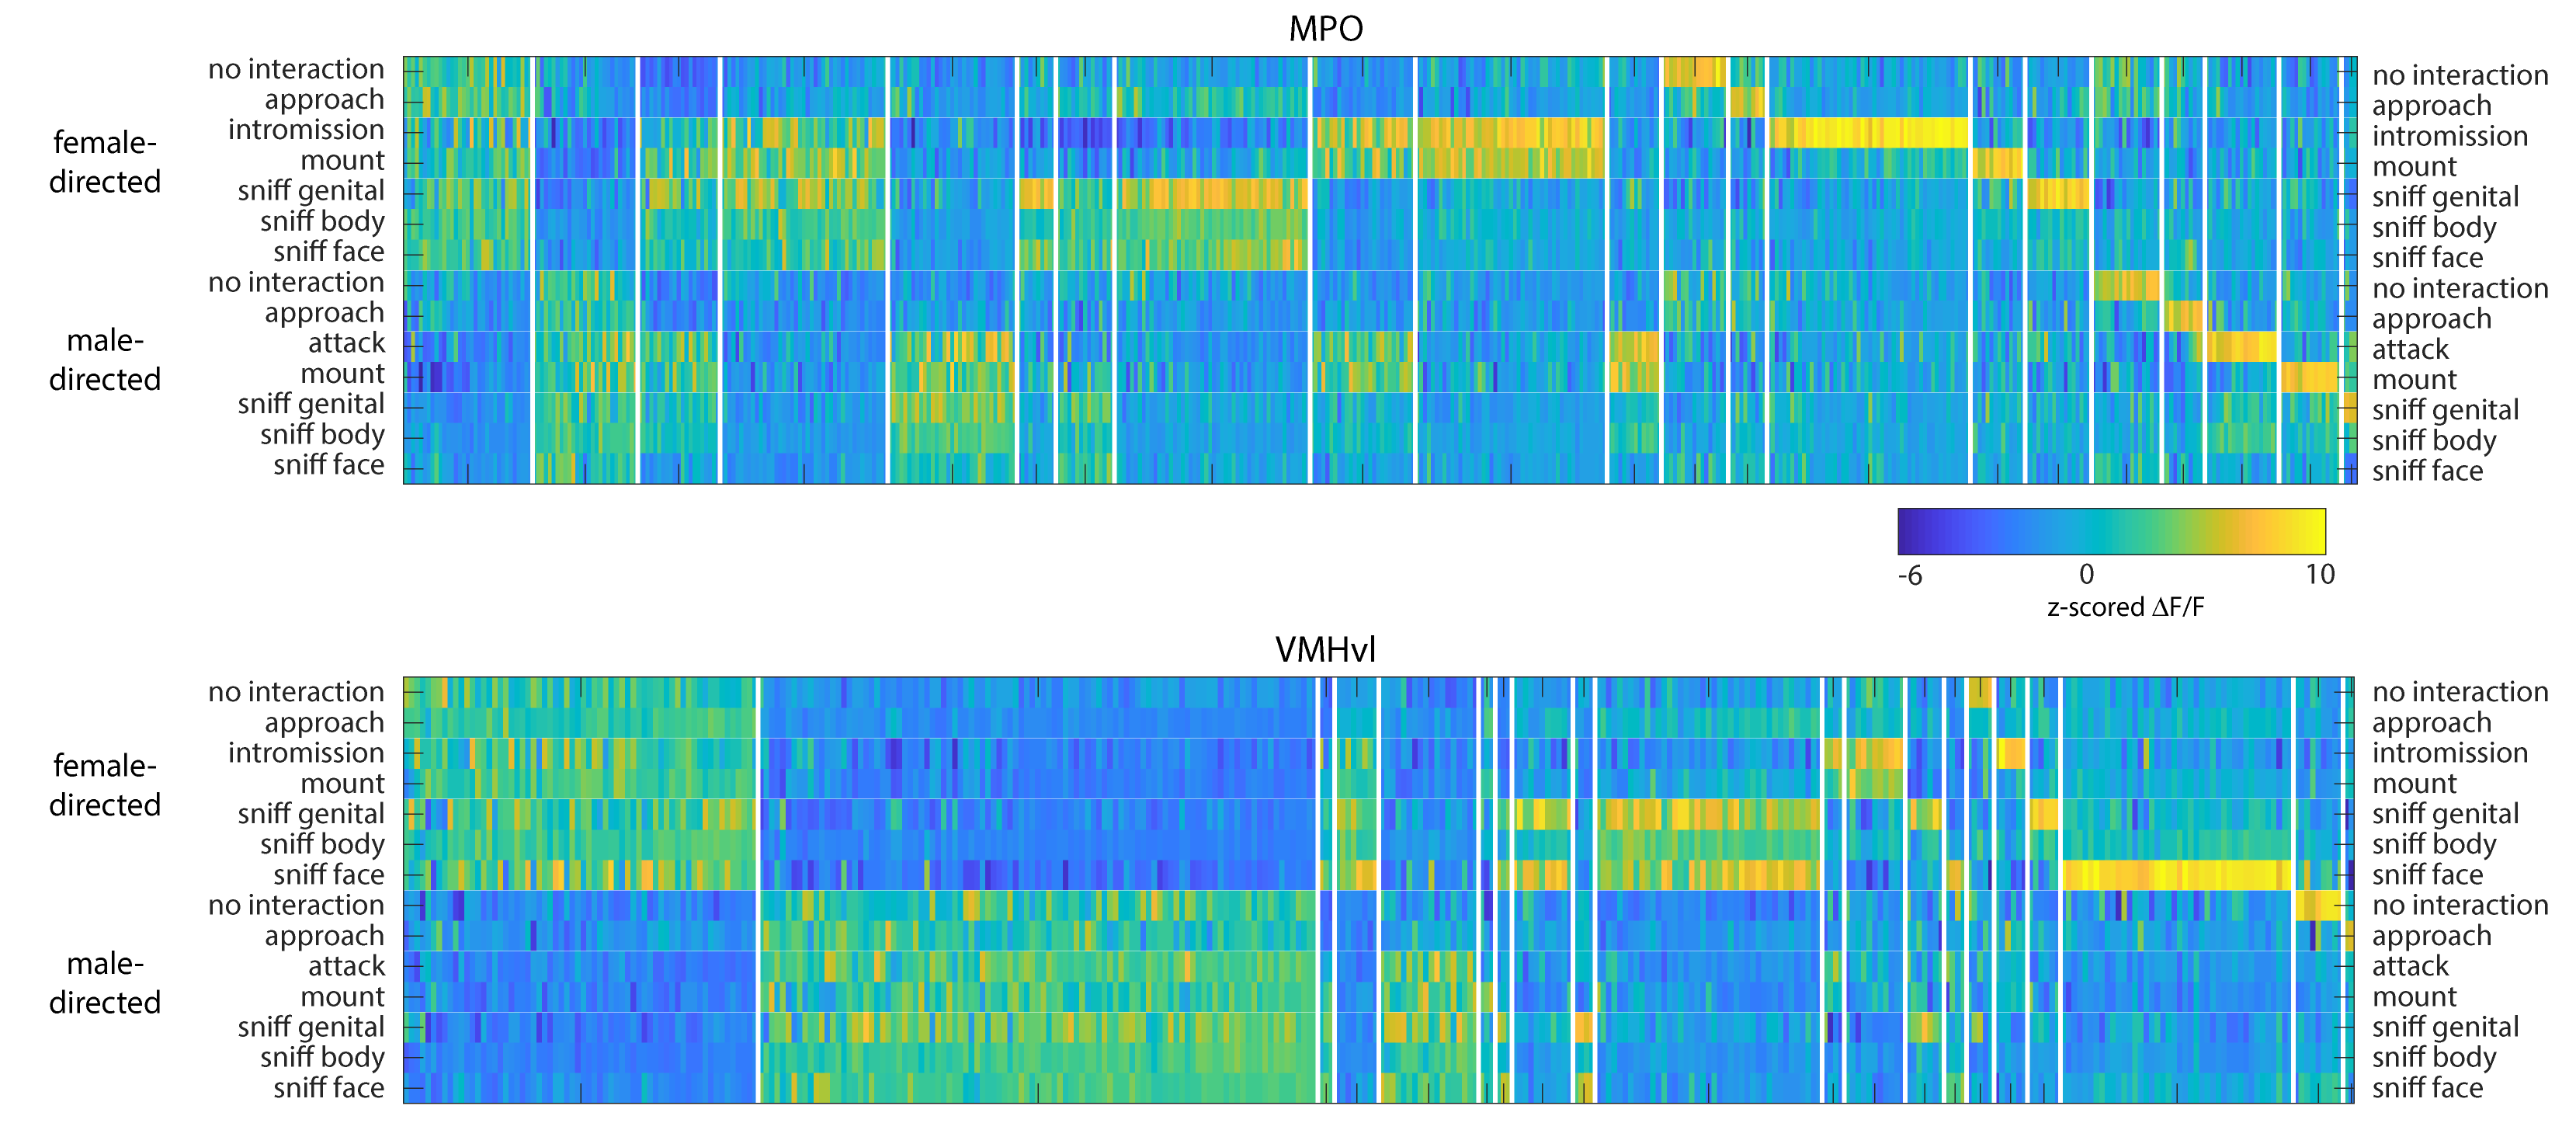 MPO
female-
directed
no interaction
approach
intromission
mount
sniff genital
sniff body
sniff face
male-
directed
no interaction
approach
attack
mount
sniff genital
sniff body
sniff face
no interaction
approach
intromission
mount
sniff genital
sniff body
sniff face
no interaction
approach
attack
mount
sniff genital
sniff body
sniff face
-6 0 10
z-scored ΔF/F
VMHvl
female-
directed
no interaction
approach
intromission
mount
sniff genital
sniff body
sniff face
male-
directed
no interaction
approach
attack
mount
sniff genital
sniff body
sniff face
no interaction
approach
intromission
mount
sniff genital
sniff body
sniff face
no interaction
approach
attack
mount
sniff genital
sniff body
sniff face